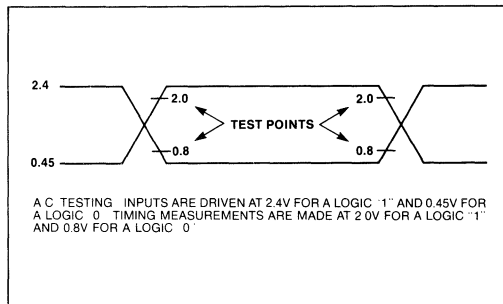 2.4
2.0
2.0
TEST POINTS
0.8
0.8
0.45
A C TESTING INPUTS ARE DRIVEN AT 2.4V FOR A LOGIC "1" AND 0.45V FOR
A LOGIC 0 TIMING MEASUREMENTS ARE MADE AT 2 0V FOR A LOGIC "1"
AND 0.8V FOR A LOGIC 0